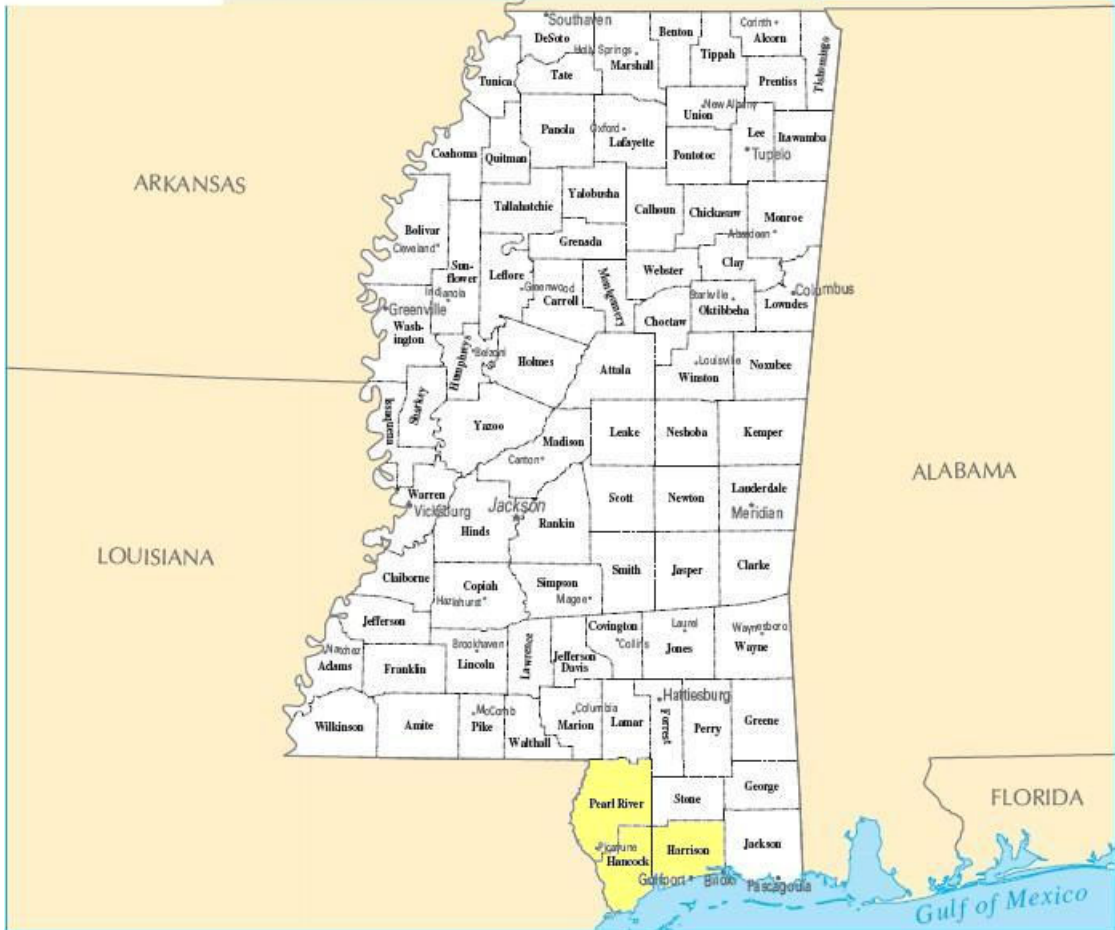 Southaven
DeSoto
Holly Springs
Marshall
Benton
Tippah
Corinth
Alcorn
Tishomingo
Tunica
Tate
Prentiss
Panola
Oxford
Lafayette
New Albany
Union
Lee
Itawamba
Tupelo
Coahoma
Quitman
Pontotoc
ARKANSAS
Tallahatchie
Yalobusha
Calhoun
Chickasaw
Monroe
Aberdeen
Bolivar
Cleveland
Grenada
Sun-
flower
Leflore
Webster
Clay
Indianola
Greenwood
Carroll
Montgomery
Starkville
Oktibbeha
Columbus
Lowndes
Greenville
Wash-
ington
Choctaw
Humphreys
Belzoni
Holmes
Attala
Louisville
Winston
Noxubee
Issaquena
Sharkey
Yazoo
Madison
Canton
Leake
Neshoba
Kemper
ALABAMA
Warren
Vicksburg
Jackson
Hinds
Rankin
Scott
Newton
Lauderdale
Meridian
LOUISIANA
Claiborne
Copiah
Hazlehurst
Simpson
Magee
Smith
Jasper
Clarke
Jefferson
Natchez
Adams
Franklin
Brookhaven
Lincoln
Lawrence
Jefferson
Davis
Covington
Collins
Laurel
Jones
Waynesboro
Wayne
Wilkinson
Amite
McComb
Pike
Walthall
Columbia
Marion
Lamar
Hattiesburg
Forrest
Perry
Greene
Pearl River
Stone
George
FLORIDA
Picayune
Hancock
Harrison
Jackson
Gulfport
Biloxi
Pascagoula
Gulf of Mexico